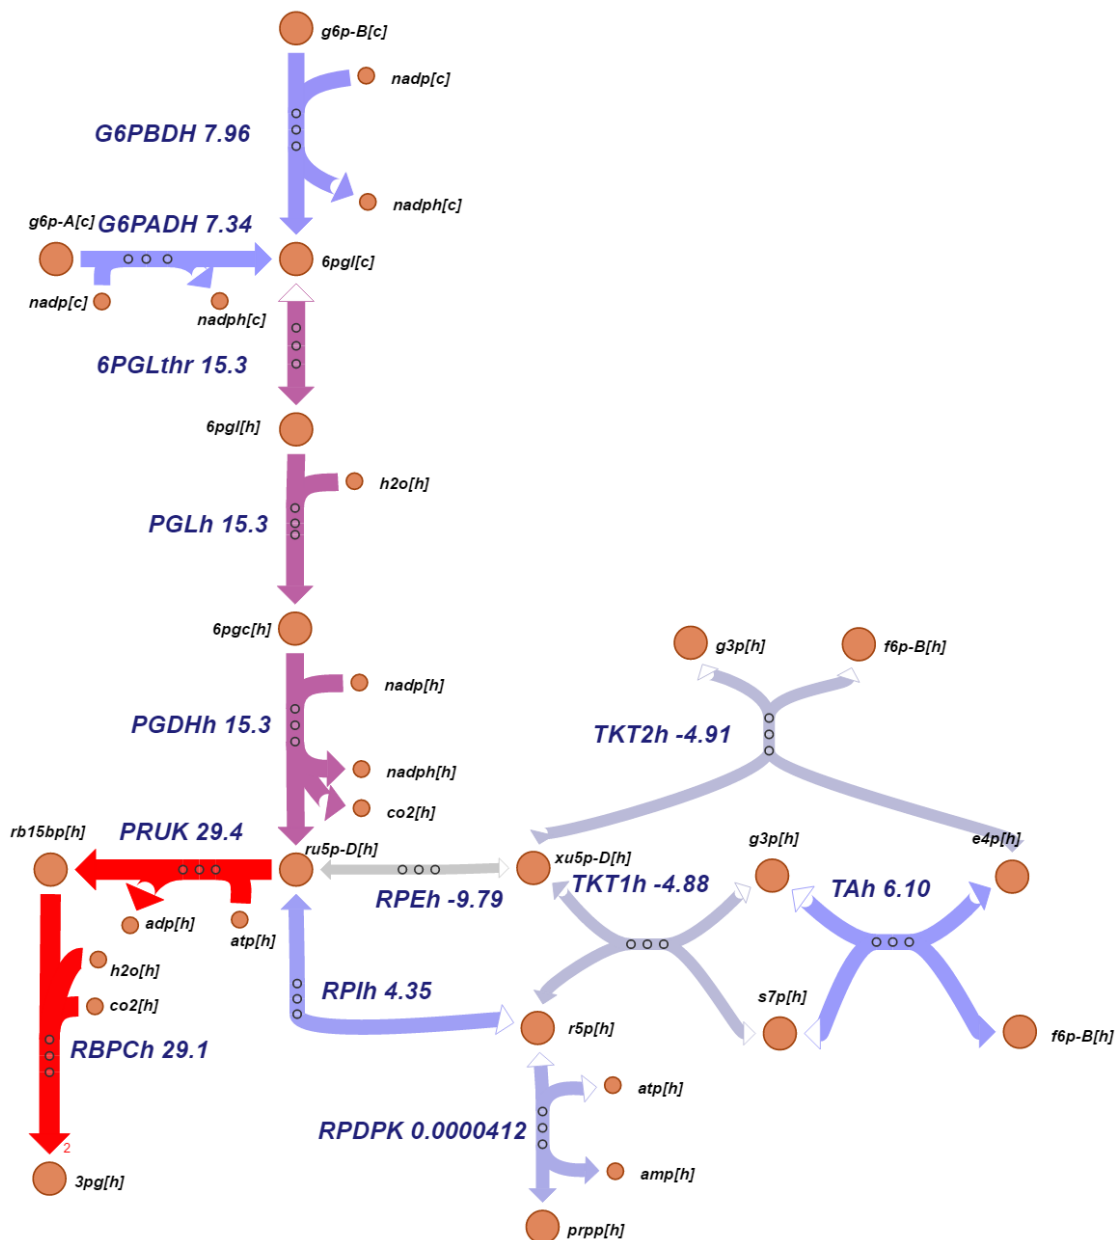 g6p-B[c]
nadp[c]
G6PBDH 7.96
nadph[c]
g6p-A[c]
G6PADH 7.34
6pgl[c]
nadp[c]
nadph[c]
6PGLthr 15.3
6pgl[h]
h2o[h]
PGLh 15.3
6pgc[h]
g3p[h]
f6p-B[h]
nadp[h]
PGDHh 15.3
TKT2h -4.91
nadph[h]
co2[h]
rb15bp[h]
PRUK 29.4
ru5p-D[h]
xu5p-D[h]
g3p[h]
e4p[h]
RPEh -9.79
TKT1h -4.88
TAh 6.10
adp[h]
atp[h]
h2o[h]
co2[h]
RPIh 4.35
s7p[h]
r5p[h]
f6p-B[h]
RBPCh 29.1
atp[h]
RPDPK 0.0000412
2
3pg[h]
amp[h]
prpp[h]